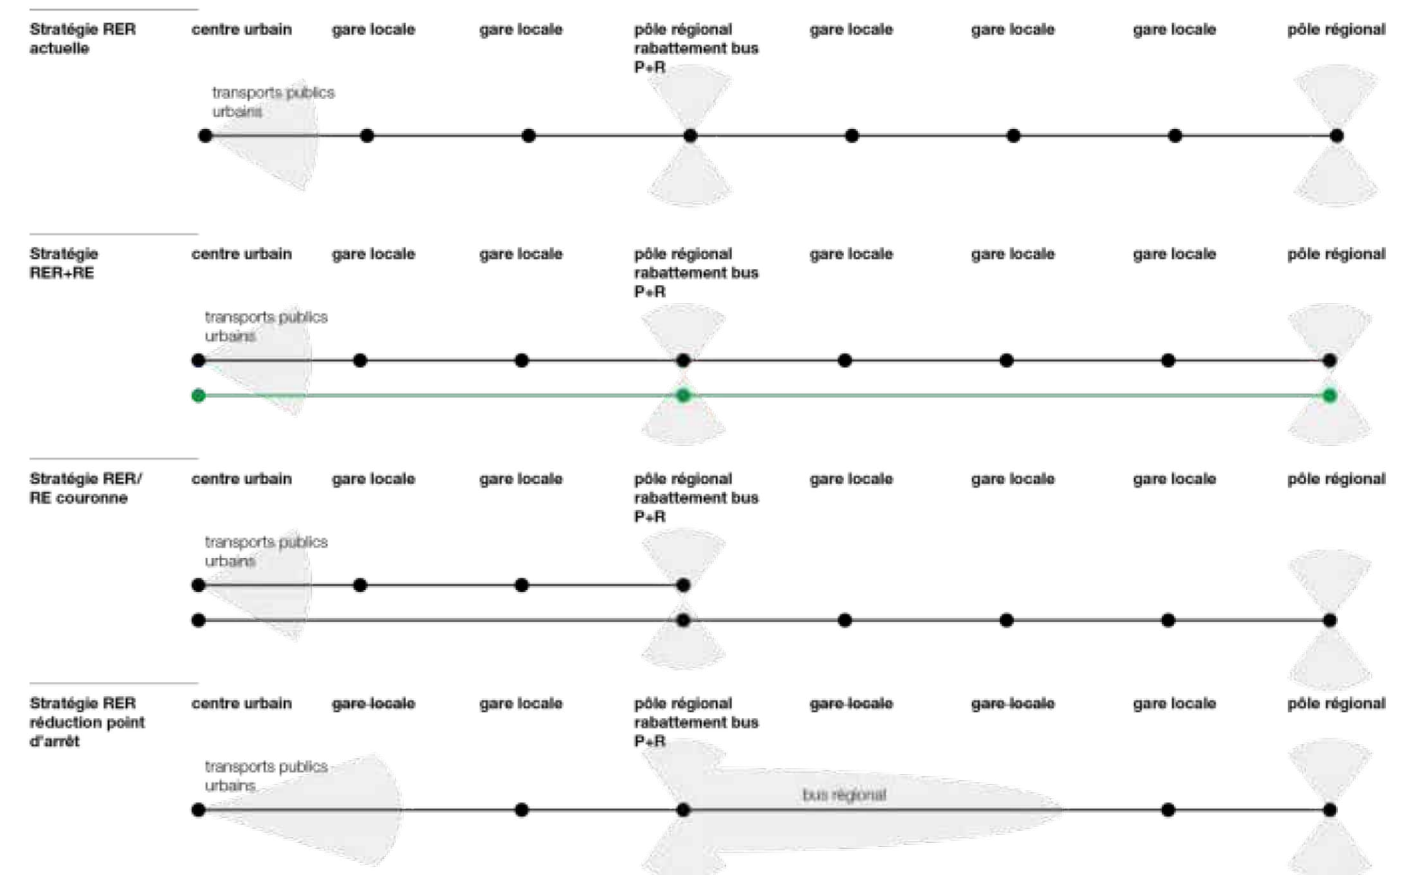 Stratégie RER
actuelle
centre urbain
gare locale
gare locale
pôle régional
rabattement bus
P+R
gare locale
gare locale
gare locale
pôle régional
transports publics
urbains
Stratégie
RER+RE
centre urbain
gare locale
gare locale
pôle régional
rabattement bus
P+R
gare locale
gare locale
gare locale
pôle régional
transports publics
urbains
Stratégie RER/
RE couronne
centre urbain
gare locale
gare locale
pôle régional
rabattement bus
P+R
gare locale
gare locale
gare locale
pôle régional
transports publics
urbains
Stratégie RER
réduction point
d'arrêt
centre urbain
gare locale
gare locale
pôle régional
rabattement bus
P+R
gare locale
gare locale
gare locale
pôle régional
transports publics
urbains
bus régional